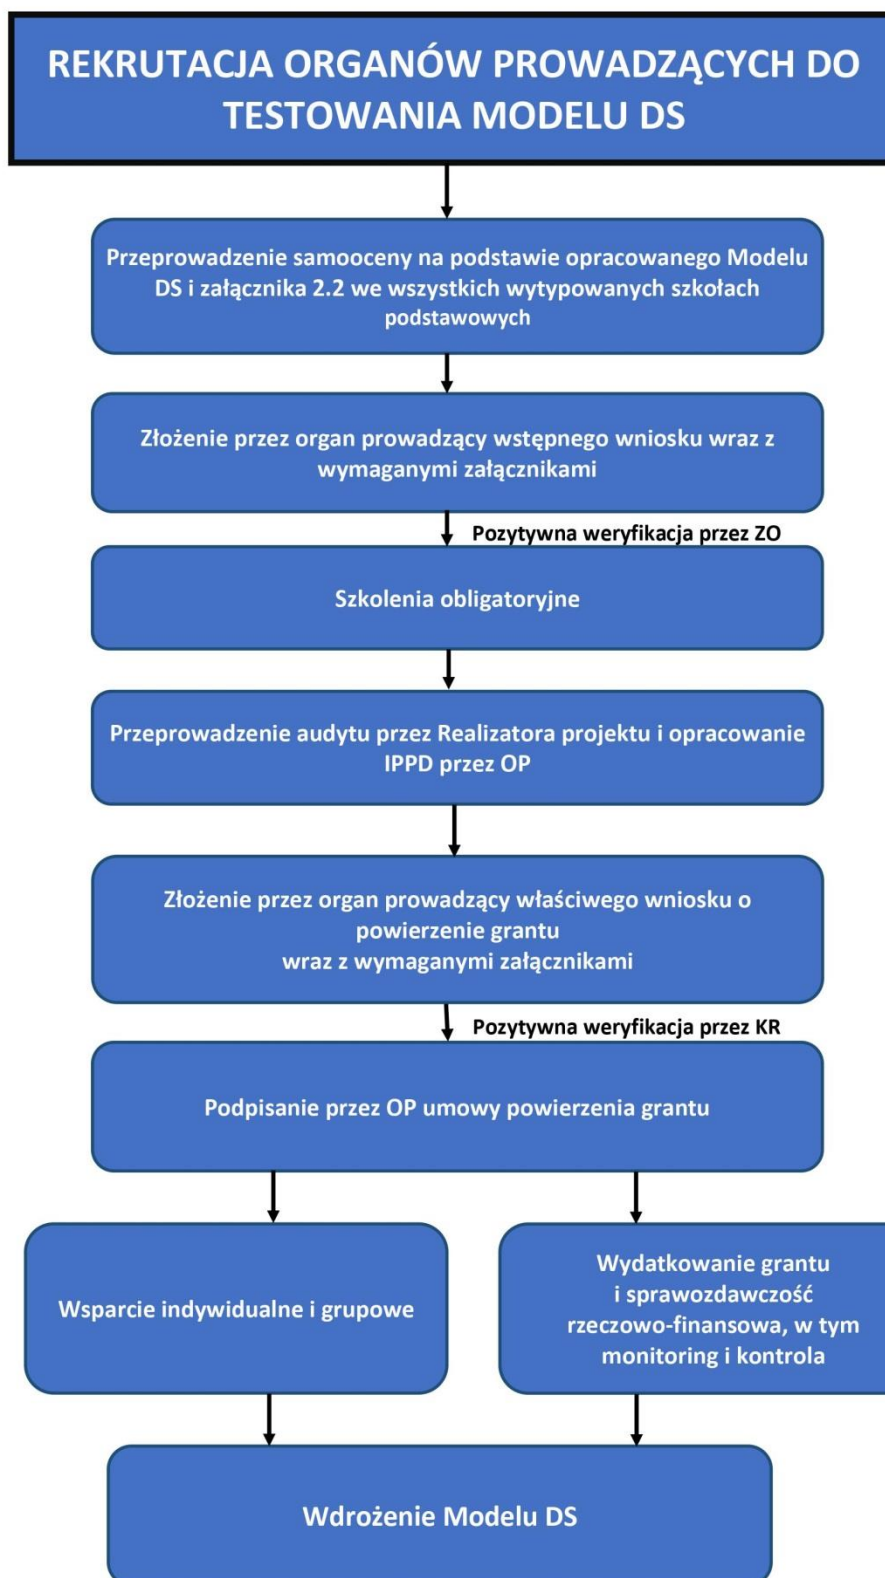 REKRUTACJA ORGANÓW PROWADZĄCYCH DO
TESTOWANIA MODELU DS
Przeprowadzenie samooceny na podstawie opracowanego Modelu
DS i załącznika 2.2 we wszystkich wytypowanych szkołach
podstawowych
Złożenie przez organ prowadzący wstępnego wniosku wraz z
wymaganymi załącznikami
Pozytywna weryfikacja przez ZO
Szkolenia obligatoryjne
Przeprowadzenie audytu przez Realizatora projektu i opracowanie
IPPD przez OP
Złożenie przez organ prowadzący właściwego wniosku o
powierzenie grantu
wraz z wymaganymi załącznikami
Pozytywna weryfikacja przez KR
Podpisanie przez OP umowy powierzenia grantu
Wsparcie indywidualne i grupowe
Wydatkowanie grantu
i sprawozdawczość
rzeczowo-finansowa, w tym
monitoring i kontrola
Wdrożenie Modelu DS